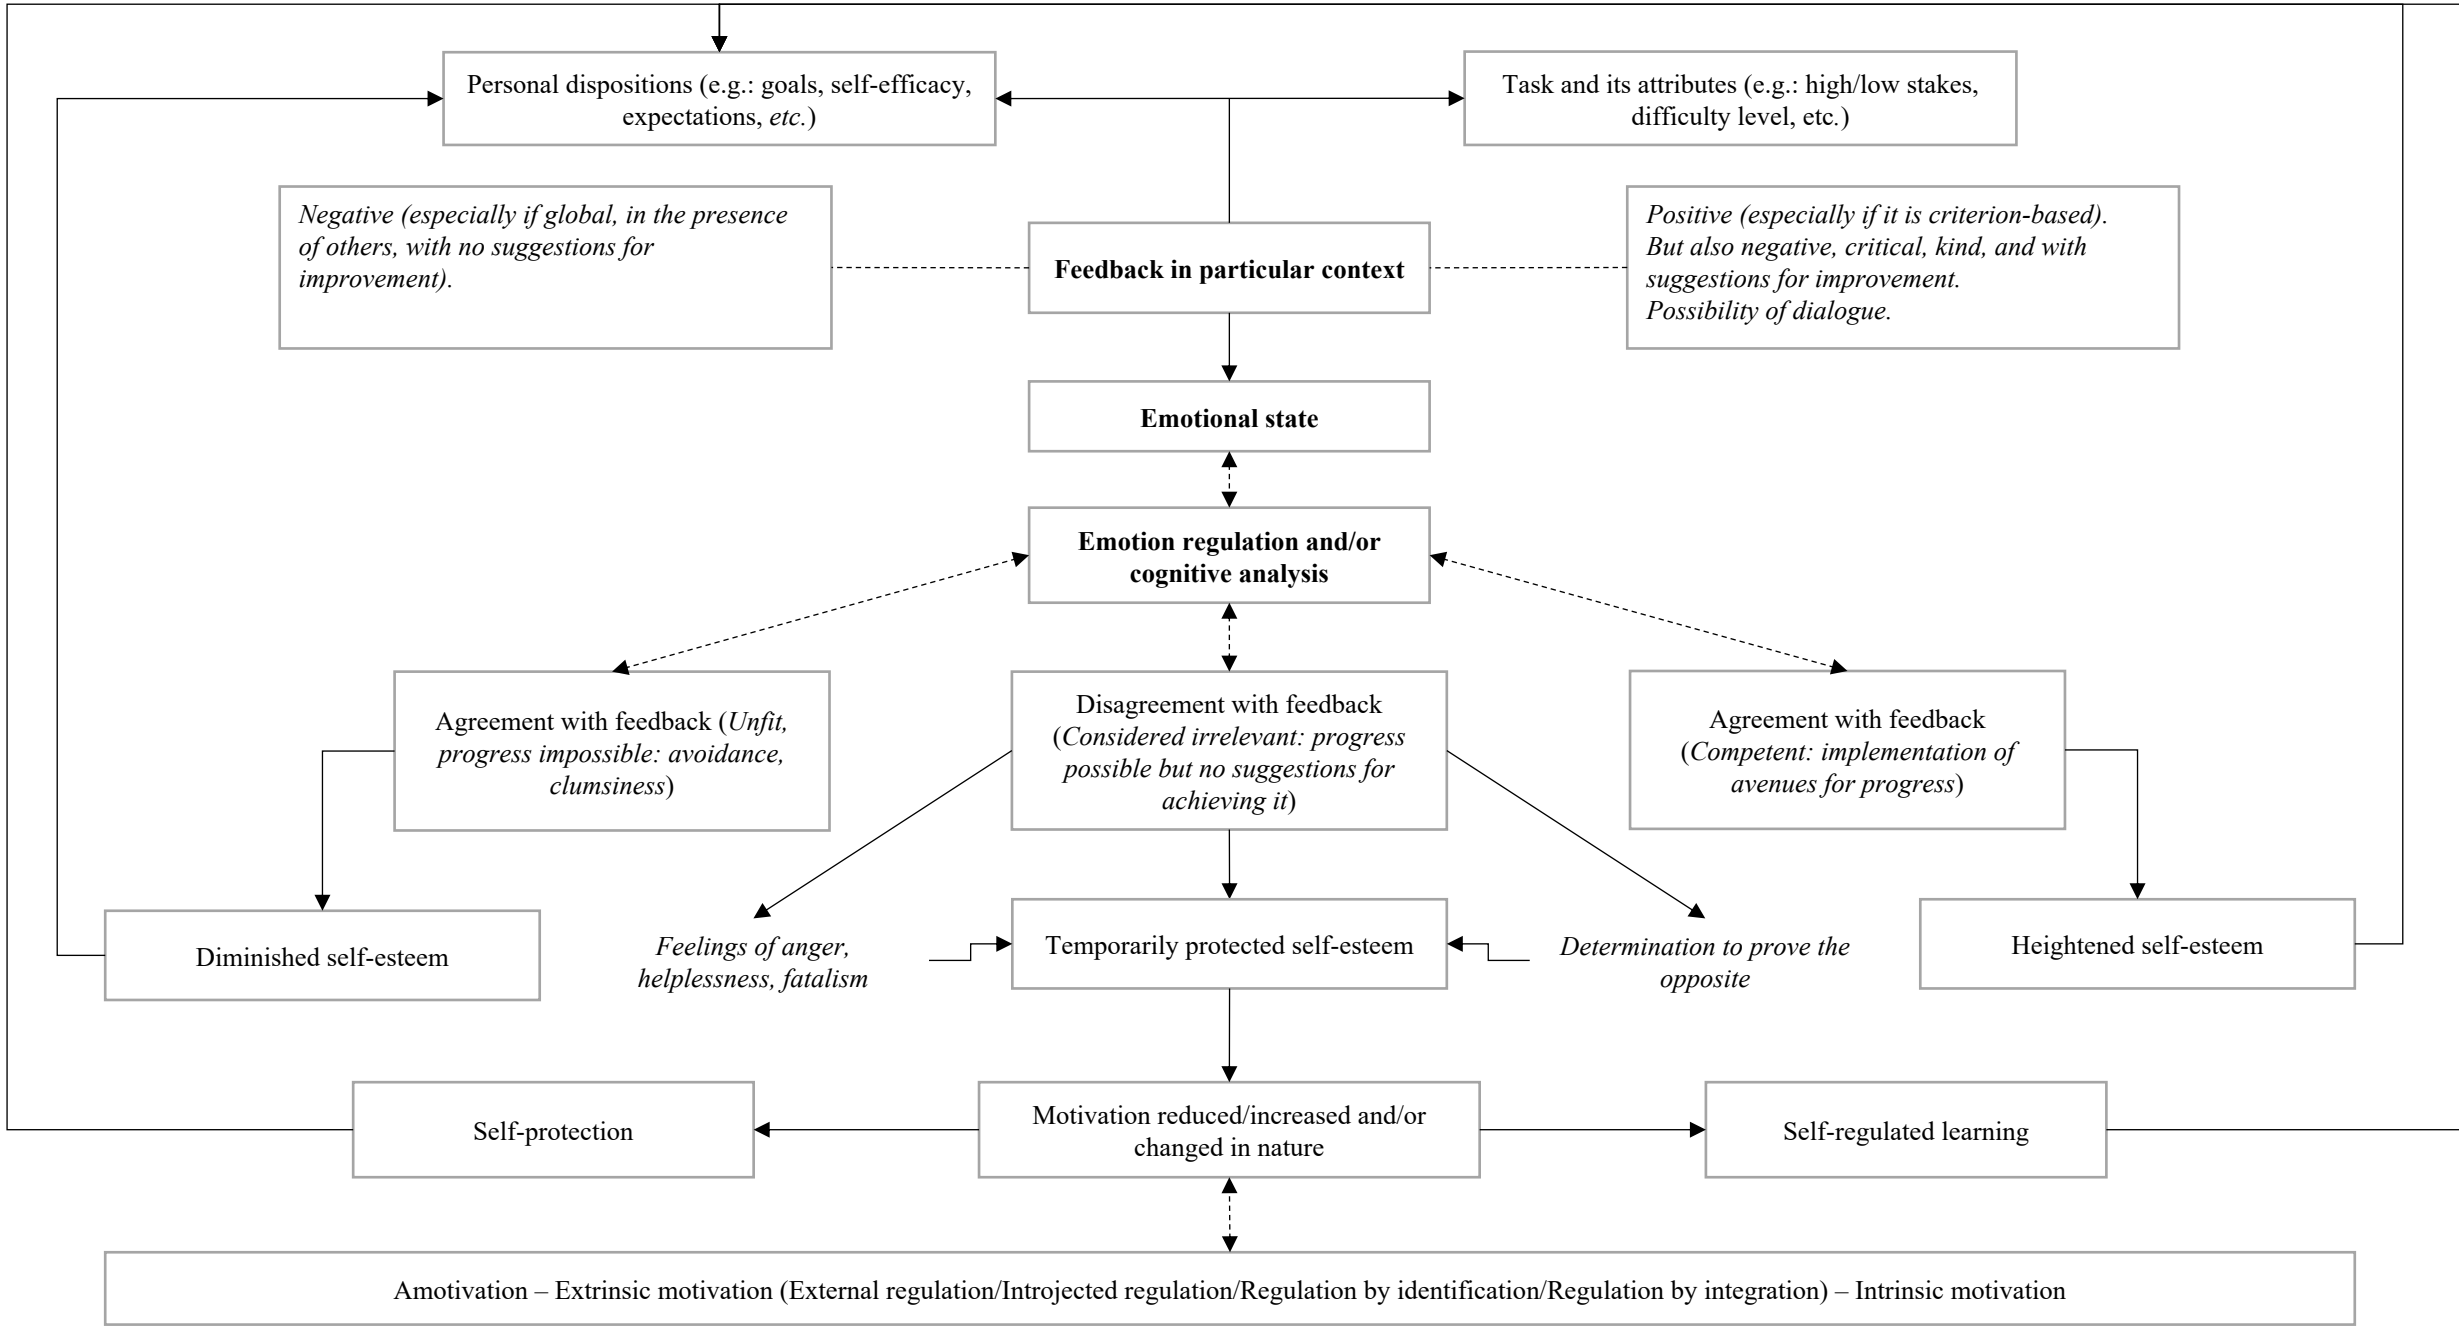 Personal dispositions (e.g.: goals, self-efficacy,
expectations, etc.)
Task and its attributes (e.g.: high/low stakes,
difficulty level, etc.)
Negative (especially if global, in the presence
of others, with no suggestions for
improvement).
Feedback in particular context
Positive (especially if it is criterion-based).
But also negative, critical, kind, and with
suggestions for improvement.
Possibility of dialogue.
Emotional state
Emotion regulation and/or
cognitive analysis
Agreement with feedback (Unfit,
progress impossible: avoidance,
clumsiness)
Disagreement with feedback
(Considered irrelevant: progress
possible but no suggestions for
achieving it)
Agreement with feedback
(Competent: implementation of
avenues for progress)
Diminished self-esteem
Feelings of anger,
helplessness, fatalism
Temporarily protected self-esteem
Determination to prove the
opposite
Heightened self-esteem
Self-protection
Motivation reduced/increased and/or
changed in nature
Self-regulated learning
Amotivation – Extrinsic motivation (External regulation/Introjected regulation/Regulation by identification/Regulation by integration) – Intrinsic motivation